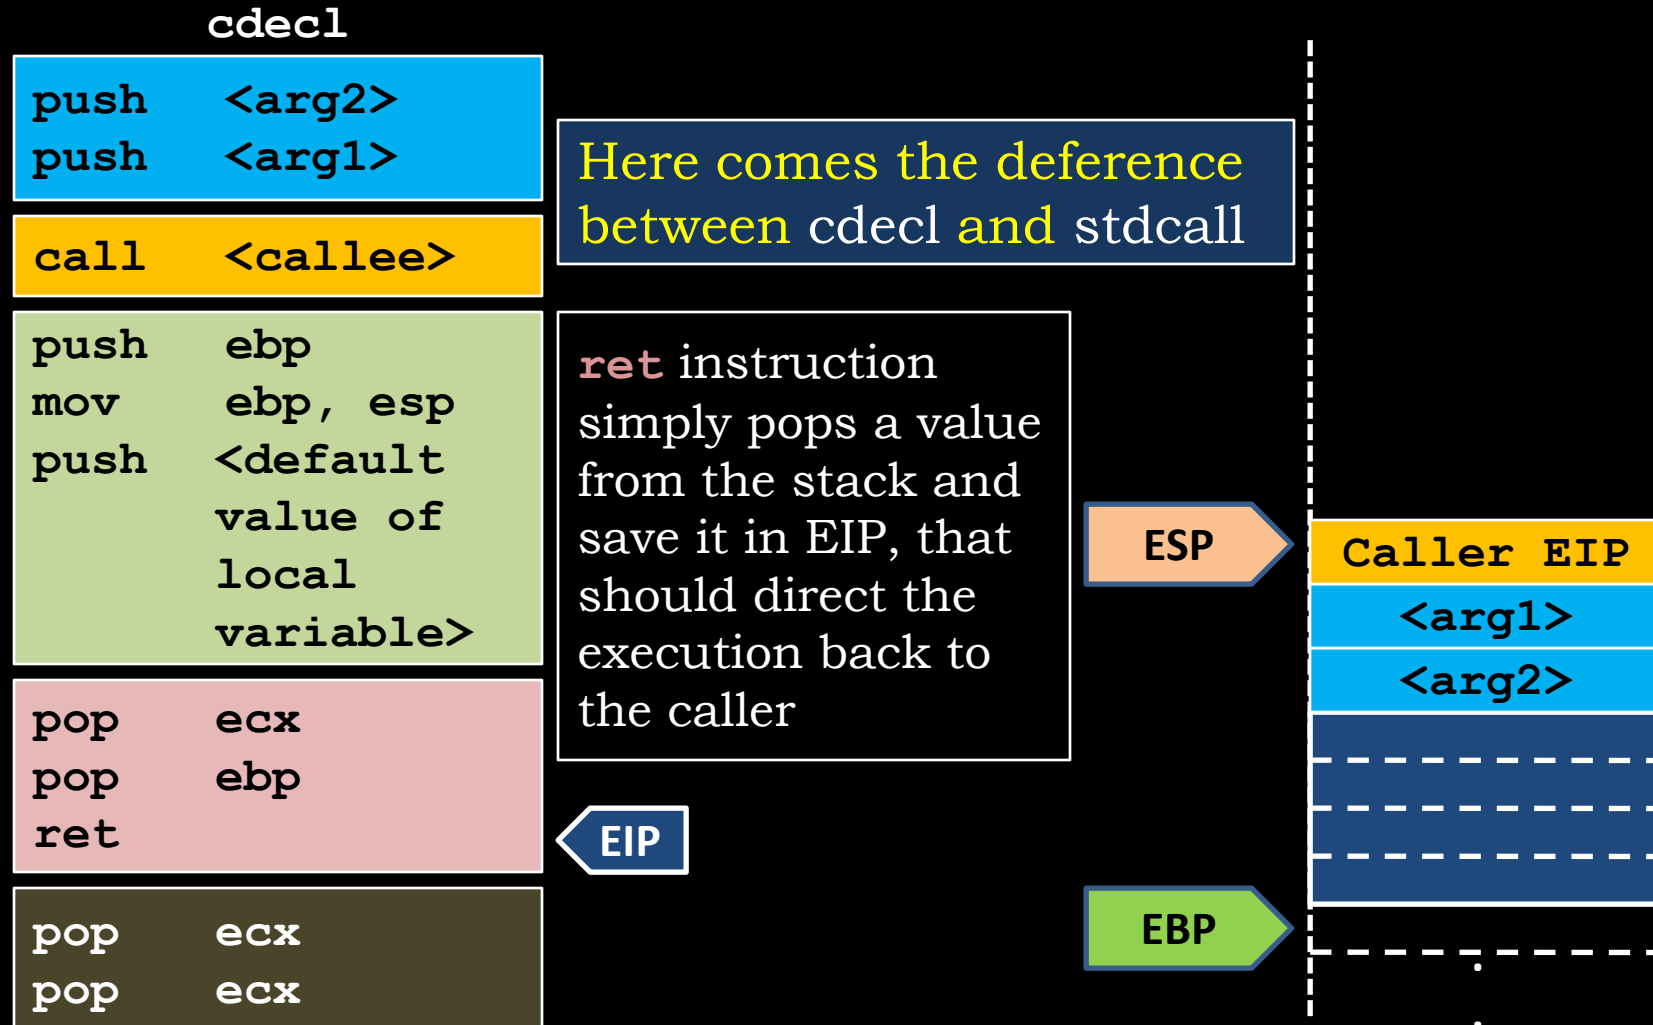 cdecl
push <arg2>
push <arg1>
call <callee>
push ebp
mov ebp, esp
push <default
value of
local
variable>
pop ecx
pop ebp
ret
pop ecx
pop ecx
Here comes the deference
between cdecl and stdcall
ret instruction
simply pops a value
from the stack and
save it in EIP, that
should direct the
execution back to
the caller
EIP
ESP
EBP
Caller EIP
<arg1>
<arg2>